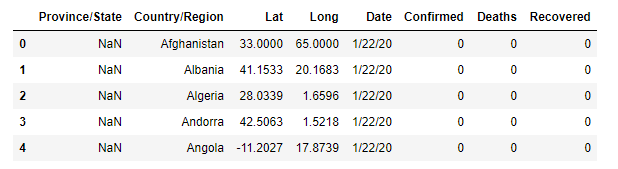 Province/State Country/Region Lat Long Date Confirmed Deaths Recovered
0 NaN Afghanistan 33.0000 65.0000 1/22/20 0 0 0
1 NaN Albania 41.1533 20.1683 1/22/20 0 0 0
2 NaN Algeria 28.0339 1.6596 1/22/20 0 0 0
3 NaN Andorra 42.5063 1.5218 1/22/20 0 0 0
4 NaN Angola -11.2027 17.8739 1/22/20 0 0 0